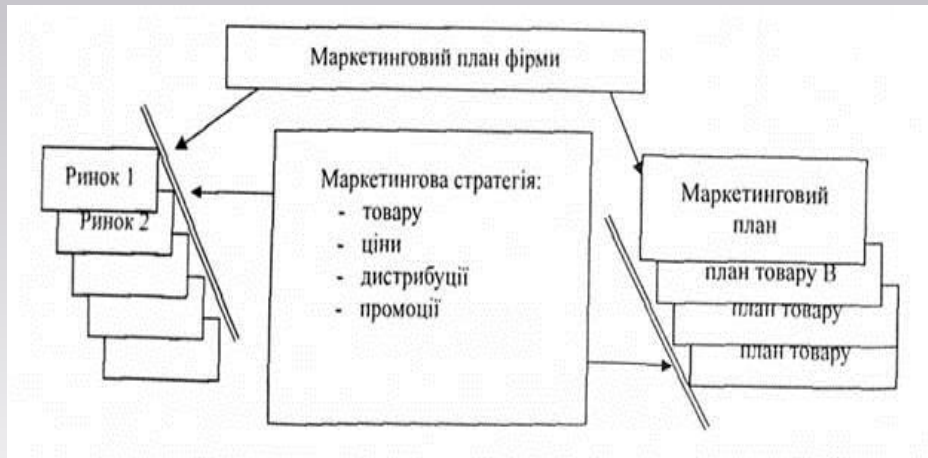 Маркетинговий план фірми
Ринок 1
Ринок 2
Маркетингова стратегія:
- товару
- ціни
- дистрибуції
- промоції
Маркетинговий
план
план товару В
план товару
план товару